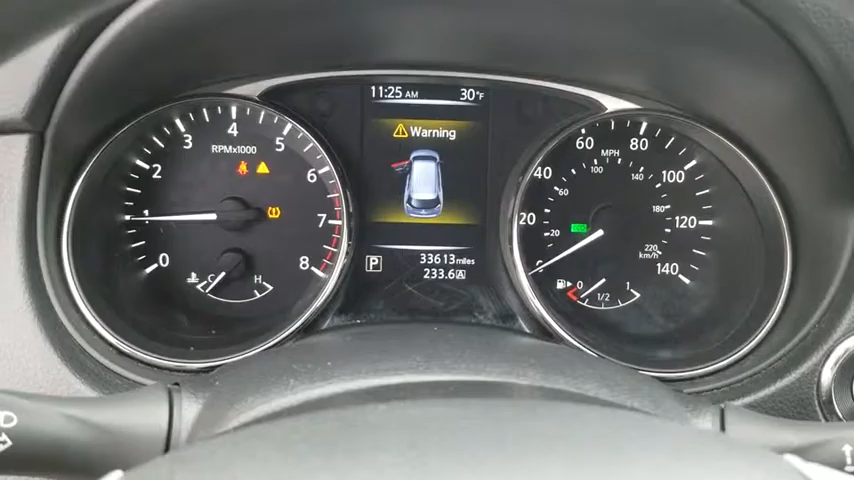 11:25 AM 30°F
Warning
P
33613 miles
233.6 A
RPMx1000
0 1 2 3 4 5 6 7 8
C H
MPH
20 40 60 80 100 120 140
20 60 100 140 180 220
km/h
0 1/2 1